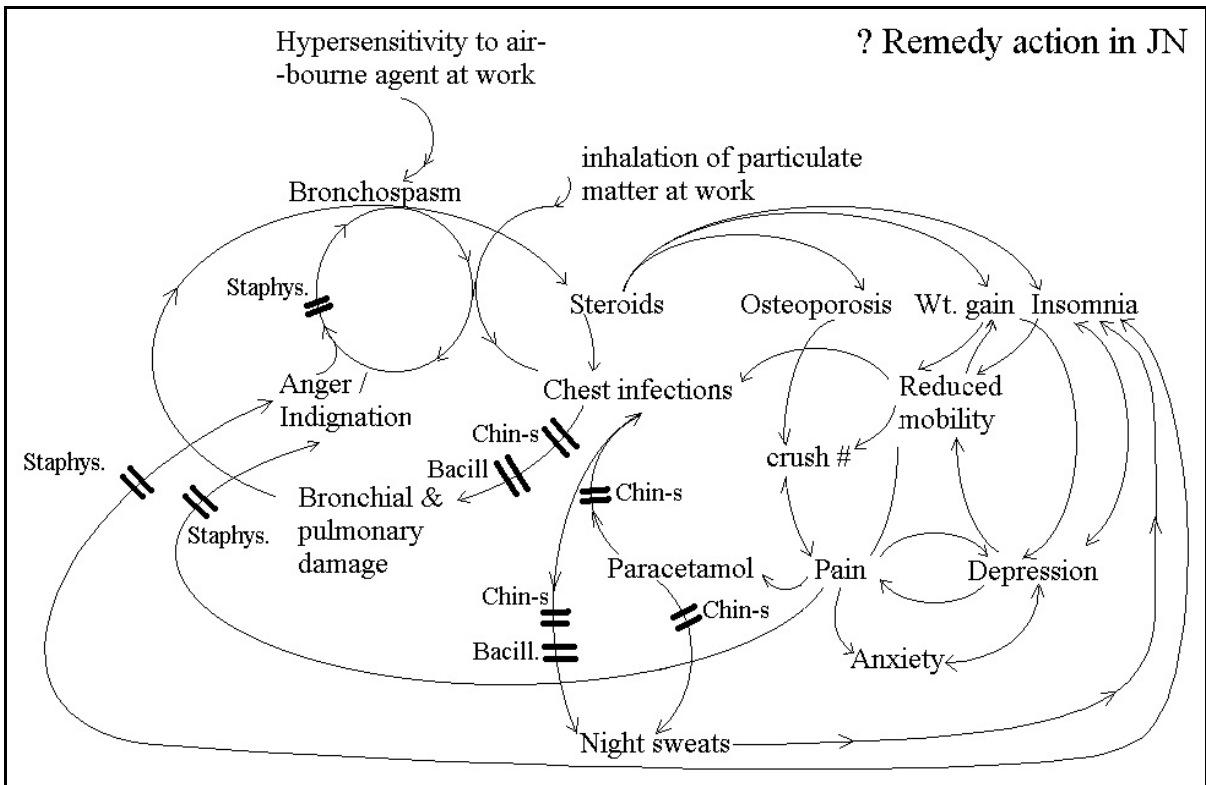 ? Remedy action in JN
Hypersensitivity to air-
-bourne agent at work
inhalation of particulate
matter at work
Bronchospasm
Staphys.
Steroids
Osteoporosis
Wt. gain
Insomnia
Anger /
Indignation
Chest infections
Reduced
mobility
Chin-s
Bacill
Staphys.
crush #
Chin-s
Bronchial &
pulmonary
damage
Staphys.
Paracetamol
Pain
Depression
Chin-s
Chin-s
Bacill.
Anxiety
Night sweats